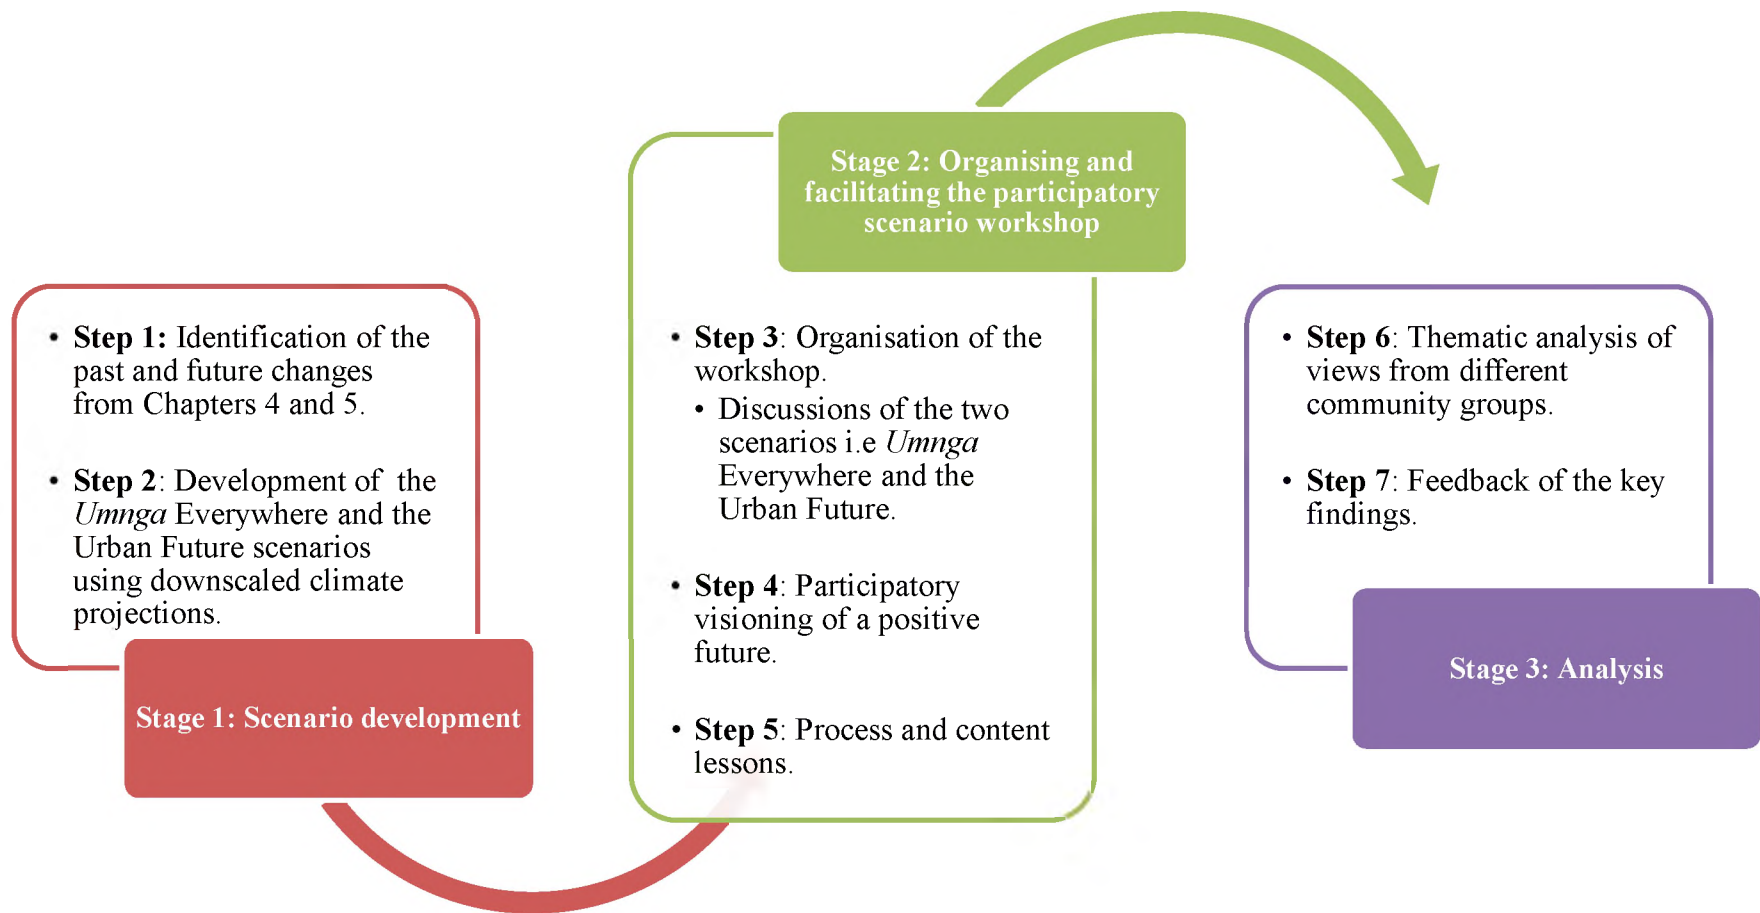 • Step 1: Identification of the
past and future changes
from Chapters 4 and 5.
• Step 2: Development of the
Umnga Everywhere and the
Urban Future scenarios
using downscaled climate
projections.
Stage 1: Scenario development
Stage 2: Organising and
facilitating the participatory
scenario workshop
• Step 3: Organisation of the
workshop.
• Discussions of the two
scenarios i.e Umnga
Everywhere and the
Urban Future.
• Step 4: Participatory
visioning of a positive
future.
• Step 5: Process and content
lessons.
• Step 6: Thematic analysis of
views from different
community groups.
• Step 7: Feedback of the key
findings.
Stage 3: Analysis